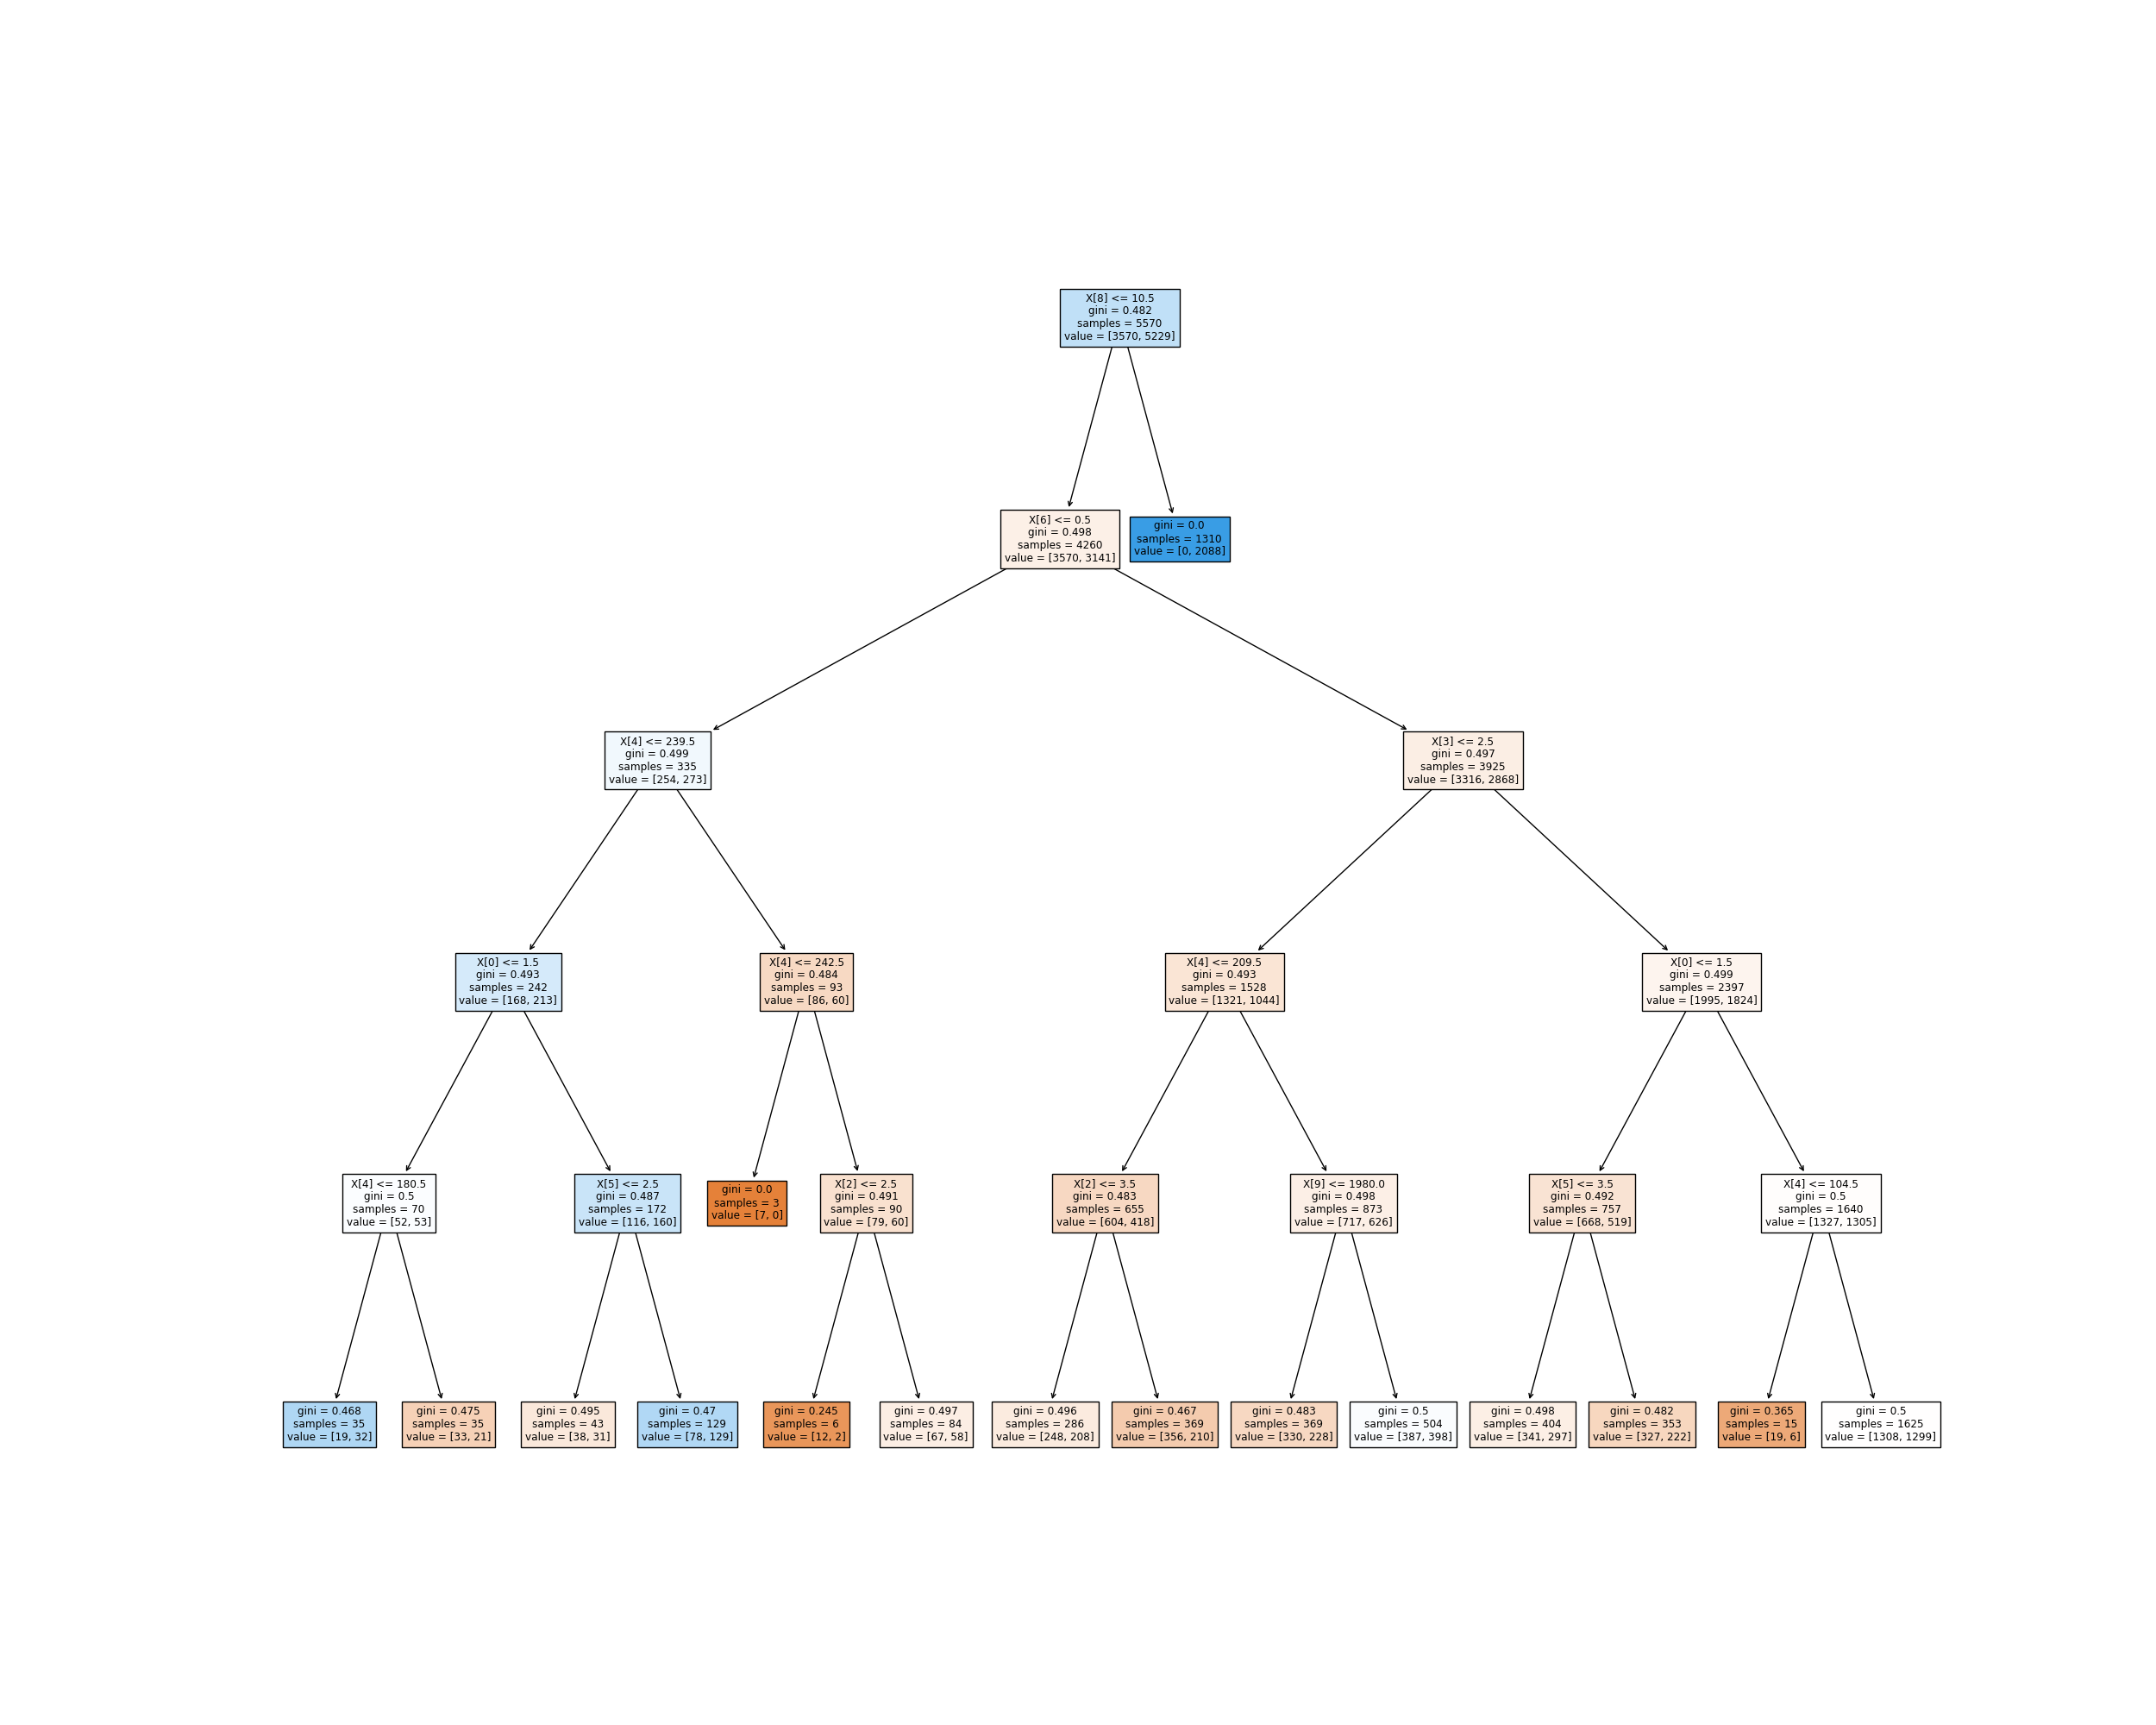 X[8] <= 10.5
gini = 0.482
samples = 5570
value = [3570, 5229]
X[6] <= 0.5
gini = 0.498
samples = 4260
value = [3570, 3141]
gini = 0.0
samples = 1310
value = [0, 2088]
X[4] <= 239.5
gini = 0.499
samples = 335
value = [254, 273]
X[3] <= 2.5
gini = 0.497
samples = 3925
value = [3316, 2868]
X[0] <= 1.5
gini = 0.493
samples = 242
value = [168, 213]
X[4] <= 242.5
gini = 0.484
samples = 93
value = [86, 60]
X[4] <= 209.5
gini = 0.493
samples = 1528
value = [1321, 1044]
X[0] <= 1.5
gini = 0.499
samples = 2397
value = [1995, 1824]
X[4] <= 180.5
gini = 0.5
samples = 70
value = [52, 53]
X[5] <= 2.5
gini = 0.487
samples = 172
value = [116, 160]
gini = 0.0
samples = 3
value = [7, 0]
X[2] <= 2.5
gini = 0.491
samples = 90
value = [79, 60]
X[2] <= 3.5
gini = 0.483
samples = 655
value = [604, 418]
X[9] <= 1980.0
gini = 0.498
samples = 873
value = [717, 626]
X[5] <= 3.5
gini = 0.492
samples = 757
value = [668, 519]
X[4] <= 104.5
gini = 0.5
samples = 1640
value = [1327, 1305]
gini = 0.468
samples = 35
value = [19, 32]
gini = 0.475
samples = 35
value = [33, 21]
gini = 0.495
samples = 43
value = [38, 31]
gini = 0.47
samples = 129
value = [78, 129]
gini = 0.245
samples = 6
value = [12, 2]
gini = 0.497
samples = 84
value = [67, 58]
gini = 0.496
samples = 286
value = [248, 208]
gini = 0.467
samples = 369
value = [356, 210]
gini = 0.483
samples = 369
value = [330, 228]
gini = 0.5
samples = 504
value = [387, 398]
gini = 0.498
samples = 404
value = [341, 297]
gini = 0.482
samples = 353
value = [327, 222]
gini = 0.365
samples = 15
value = [19, 6]
gini = 0.5
samples = 1625
value = [1308, 1299]